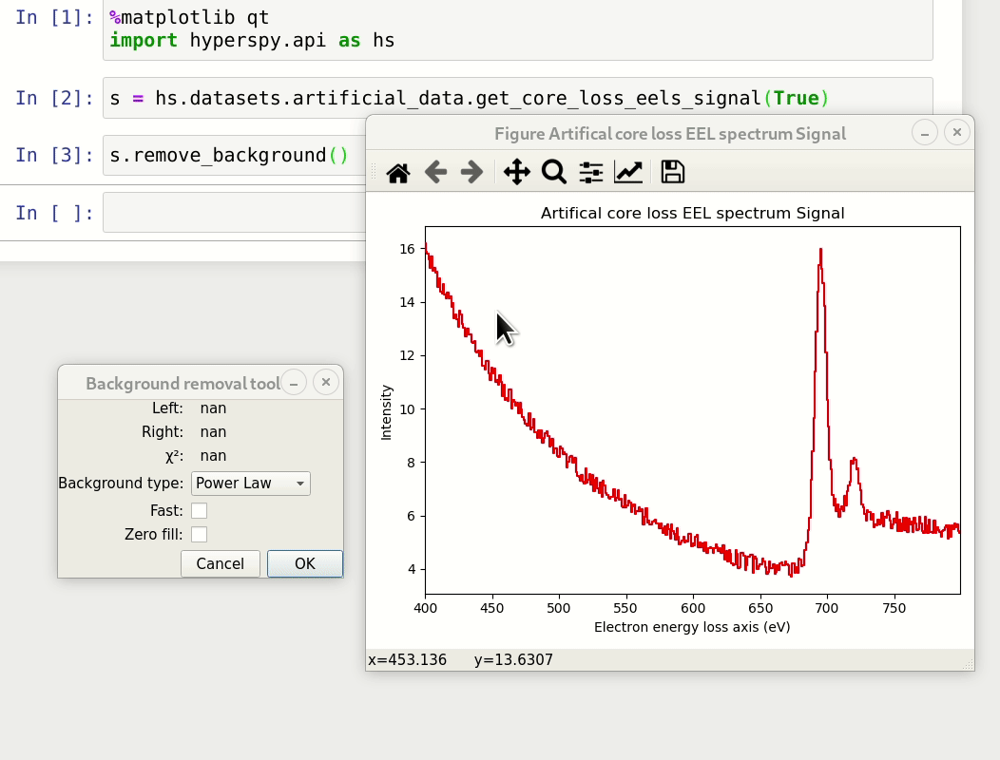 In [1]: %matplotlib qt
import hyperspy.api as hs
In [2]: s = hs.datasets.artificial_data.get_core_loss_eels_signal(True)
In [3]: s.remove_background()
In [ ]:
Figure Artifical core loss EEL spectrum Signal
Artifical core loss EEL spectrum Signal
16
14
12
10
8
6
4
Intensity
400 450 500 550 600 650 700 750
Electron energy loss axis (eV)
x=453.136 y=13.6307
Background removal tool
Left: nan
Right: nan
χ²: nan
Background type: Power Law
Fast:
Zero fill:
Cancel OK